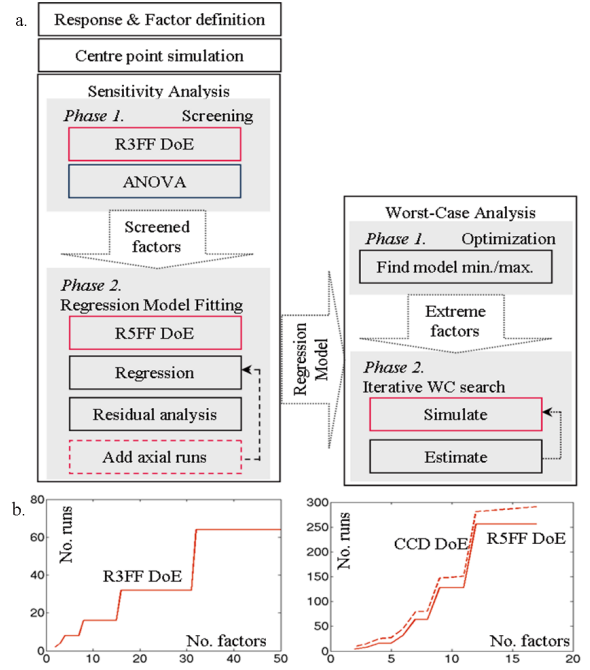 a.
Response & Factor definition
Centre point simulation
Sensitivity Analysis
Phase 1. Screening
R3FF DoE
ANOVA
Screened
factors
Phase 2.
Regression Model Fitting
R5FF DoE
Regression
Residual analysis
Add axial runs
Regression
Model
Worst-Case Analysis
Phase 1. Optimization
Find model min./max.
Extreme
factors
Phase 2.
Iterative WC search
Simulate
Estimate
b.
80
60
40
20
0
No. runs
R3FF DoE
No. factors
0 10 20 30 40 50
300
250
200
150
100
50
0
No. runs
CCD DoE
R5FF DoE
No. factors
0 5 10 15 20